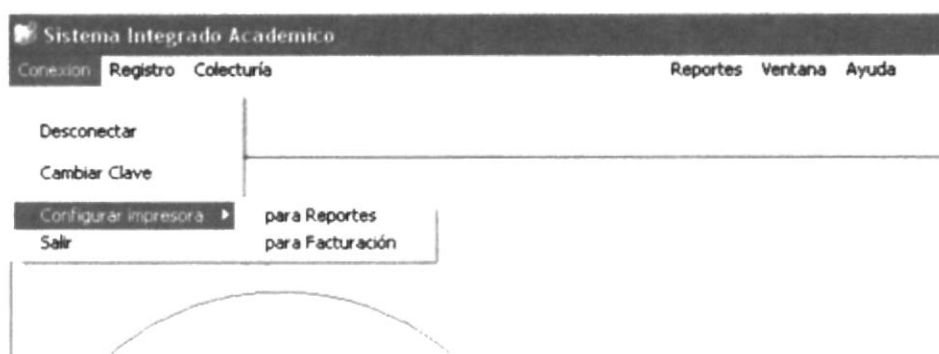 Sistema Integrado Academico
Conexion Registro Colecturía Reportes Ventana Ayuda
Desconectar
Cambiar Clave
Configurar impresora para Reportes
Salir para Facturación